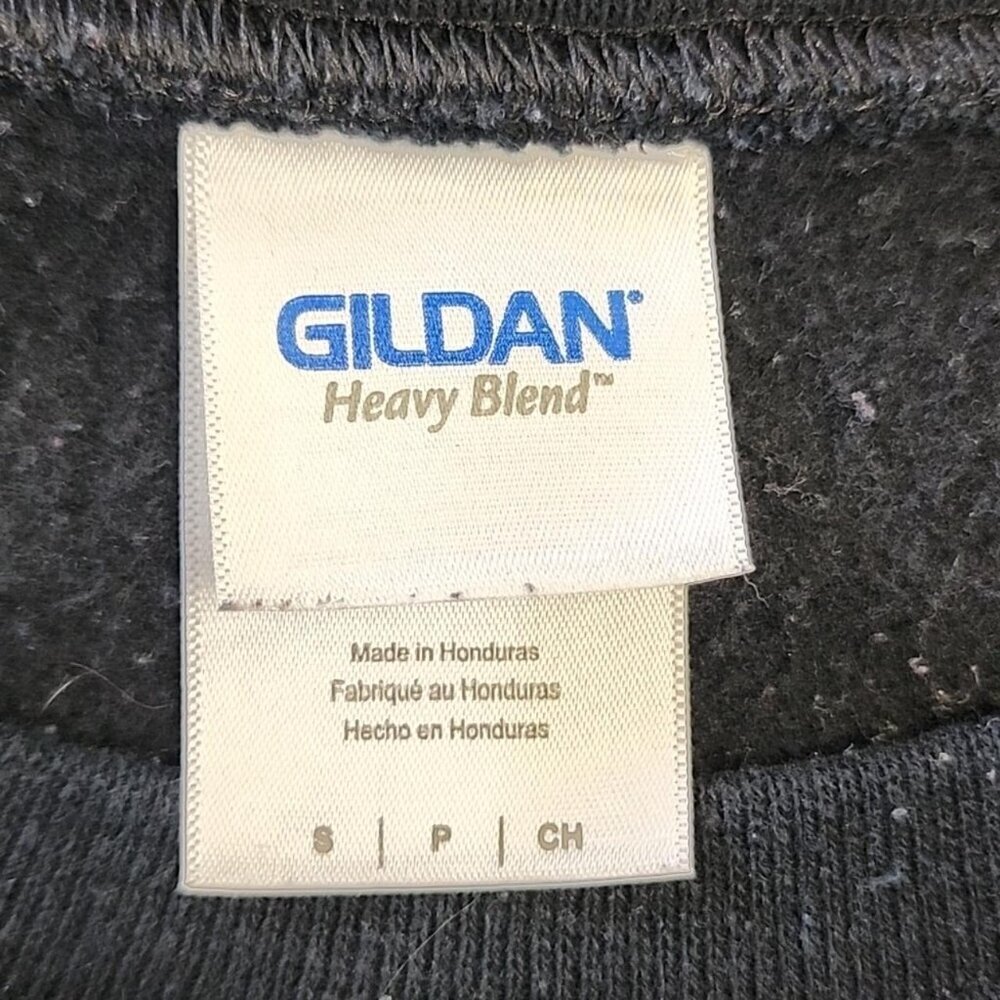 GILDAN®
Heavy Blend™
Made in Honduras
Fabriqué au Honduras
Hecho en Honduras
S | P | CH